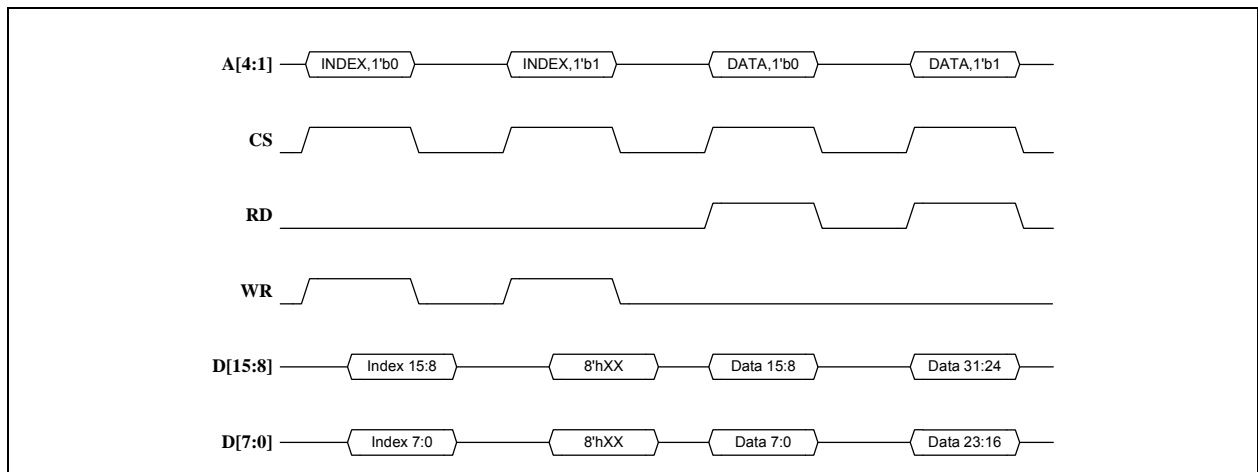 A[4:1] INDEX,1'b0 INDEX,1'b1 DATA,1'b0 DATA,1'b1
CS
RD
WR
D[15:8] Index 15:8 8'hXX Data 15:8 Data 31:24
D[7:0] Index 7:0 8'hXX Data 7:0 Data 23:16